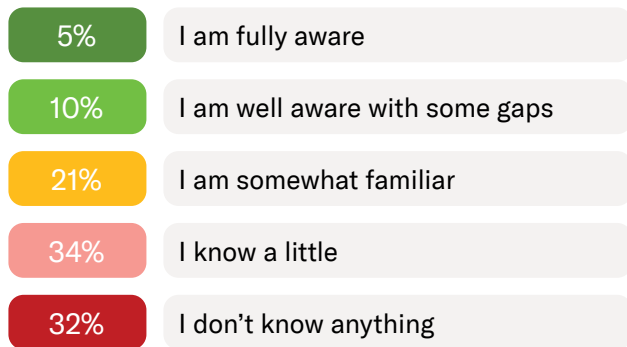 5% I am fully aware
10% I am well aware with some gaps
21% I am somewhat familiar
34% I know a little
32% I don’t know anything